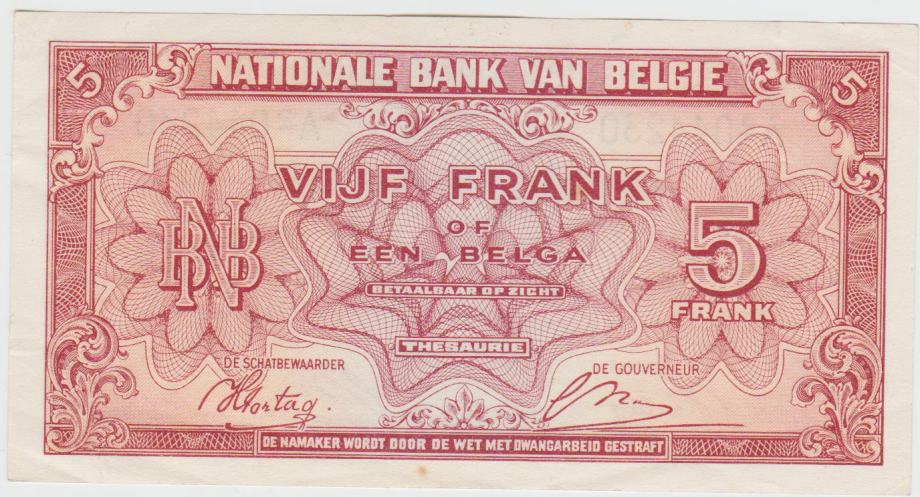 5 NATIONALE BANK VAN BELGIE 5
VIJF FRANK
OF
EEN BELGA
BETAALBAAR OP ZICHT
THESAURIE
BNB
5
FRANK
DE SCHATBEWAARDER
DE GOUVERNEUR
DE NAMAKER WORDT DOOR DE WET MET DWANGARBEID GESTRAFT